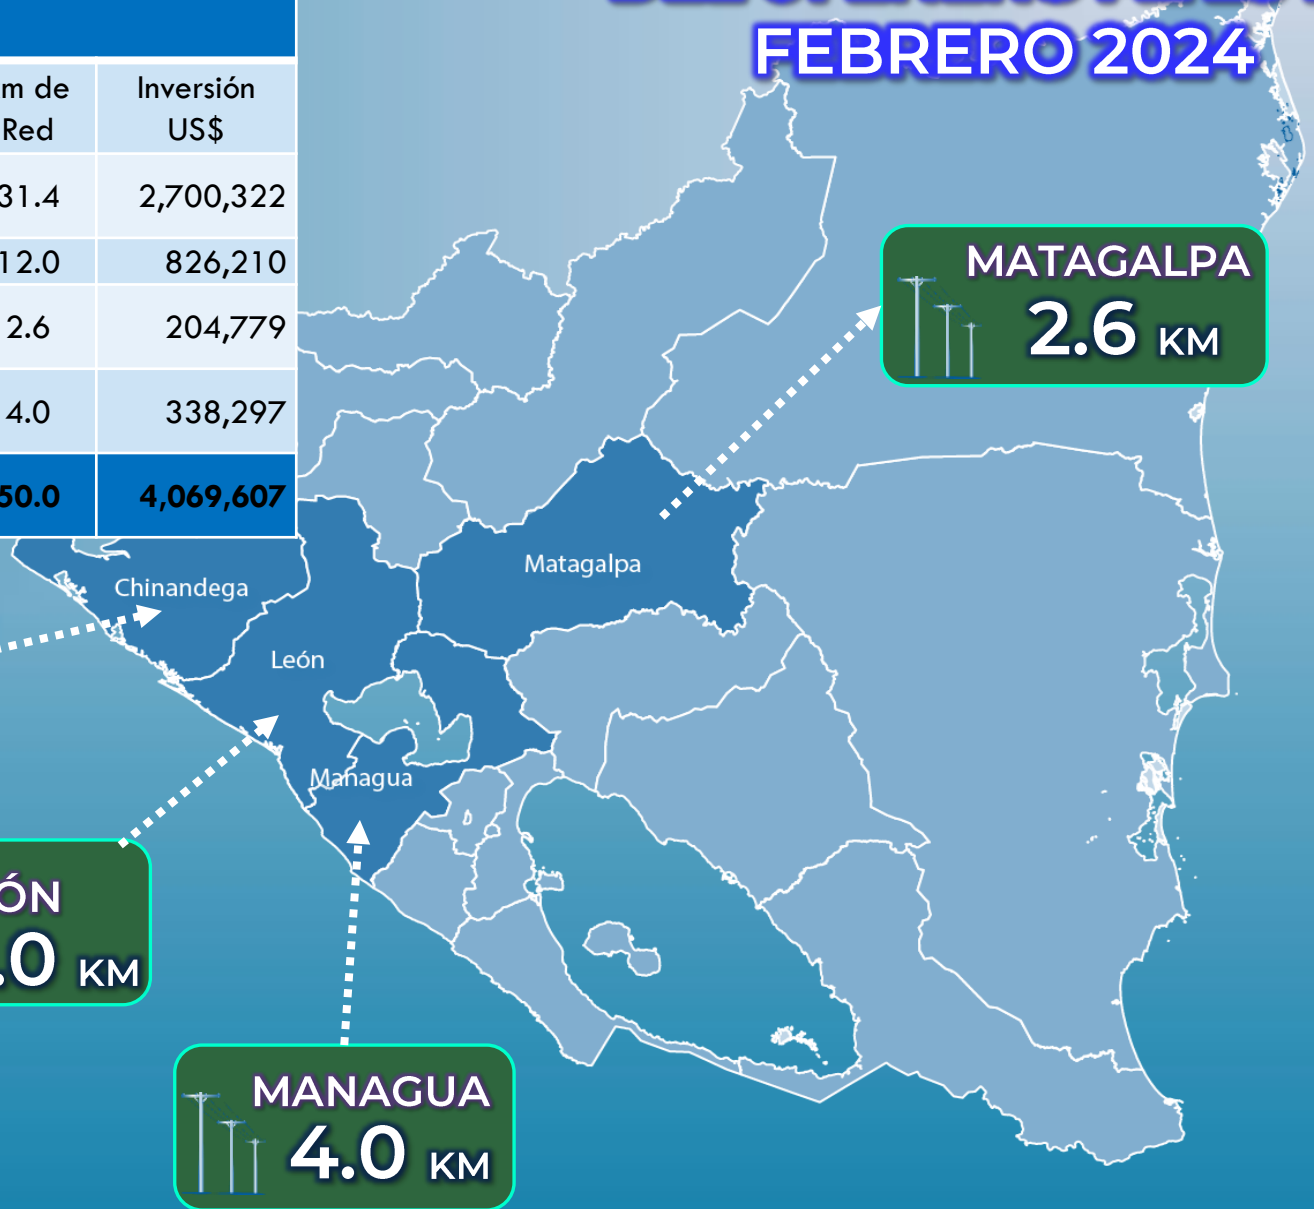 FEBRERO 2024
m de Red
Inversión US$
31.4 2,700,322
12.0 826,210
2.6 204,779
4.0 338,297
50.0 4,069,607
MATAGALPA
2.6 KM
Matagalpa
Chinandega
León
Managua
ÓN
.0 KM
MANAGUA
4.0 KM